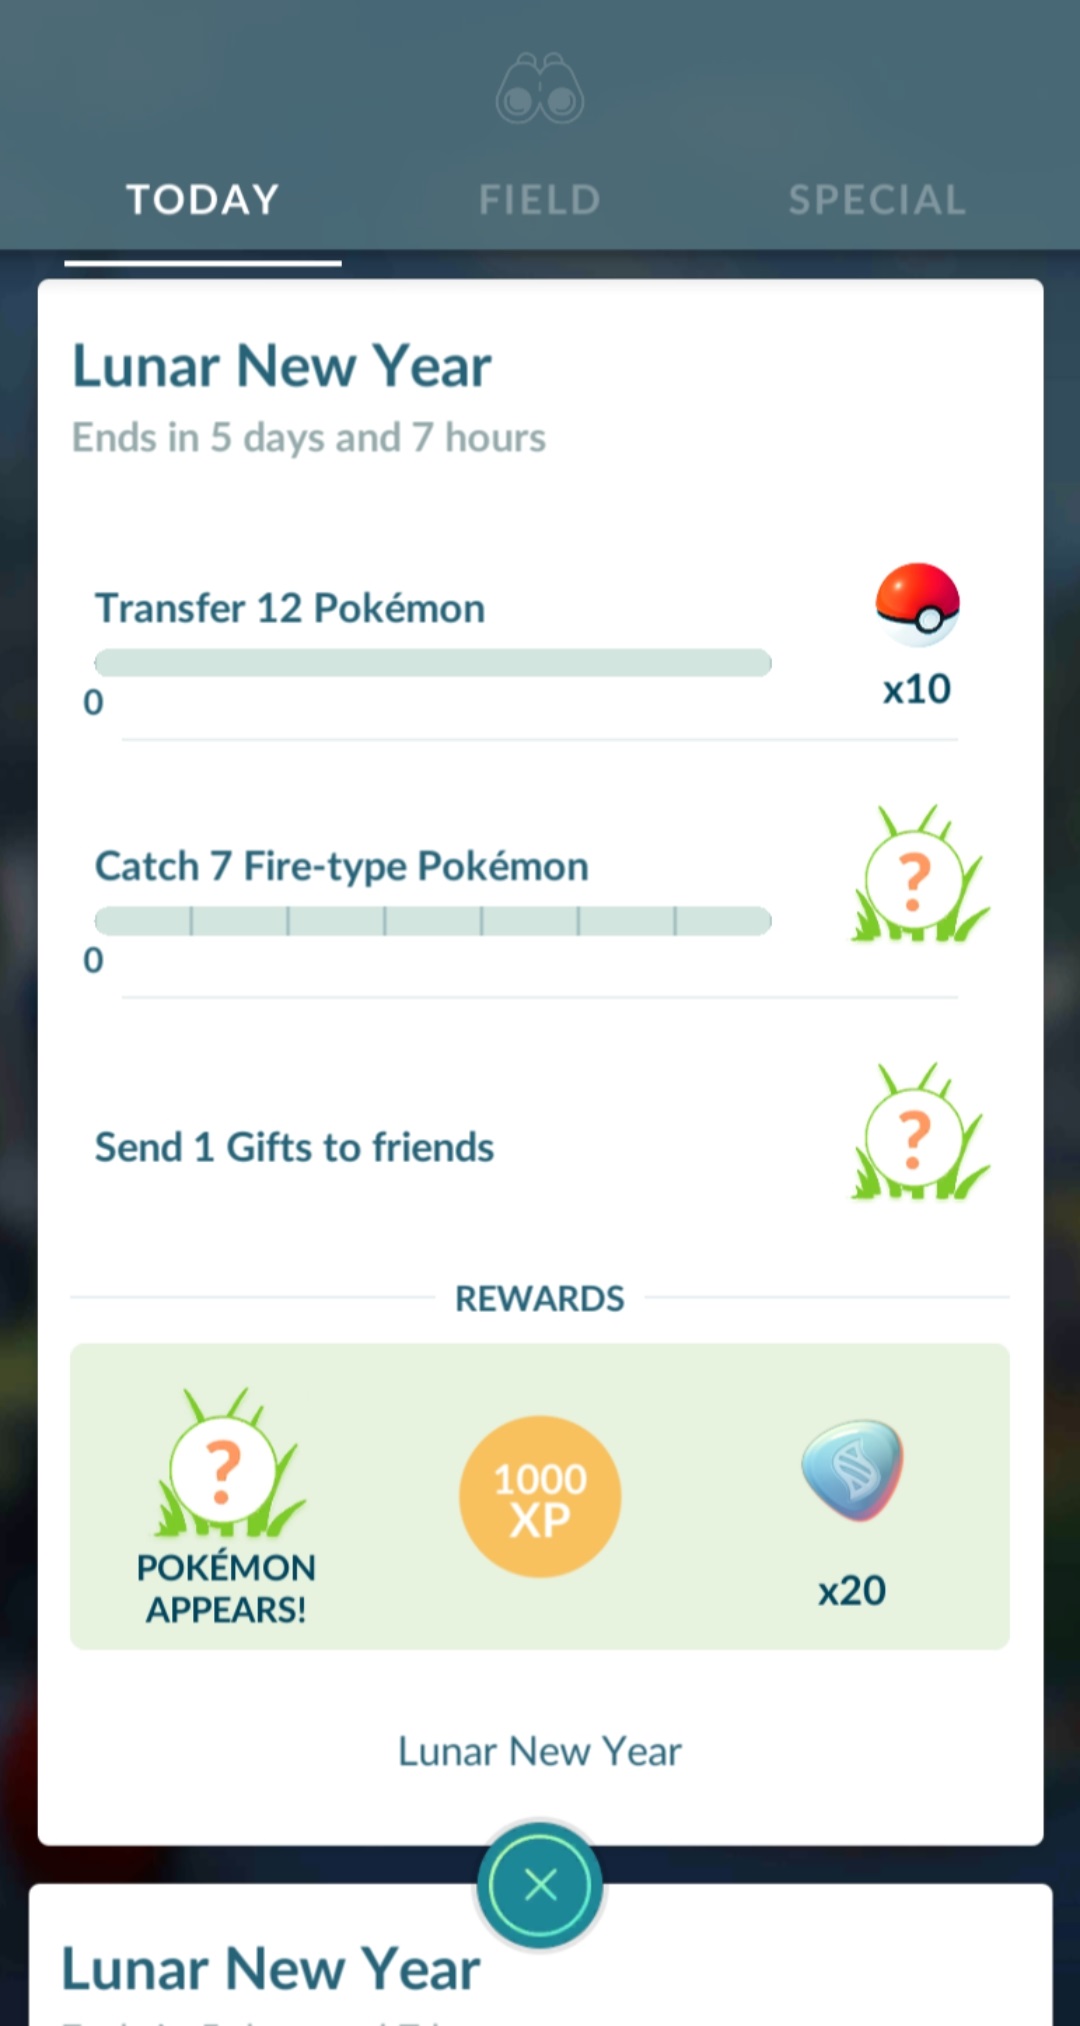 TODAY
FIELD
SPECIAL
Lunar New Year
Ends in 5 days and 7 hours
Transfer 12 Pokémon
0
x10
Catch 7 Fire-type Pokémon
0
?
Send 1 Gifts to friends
?
REWARDS
?
POKÉMON
APPEARS!
1000
XP
x20
Lunar New Year
Lunar New Year